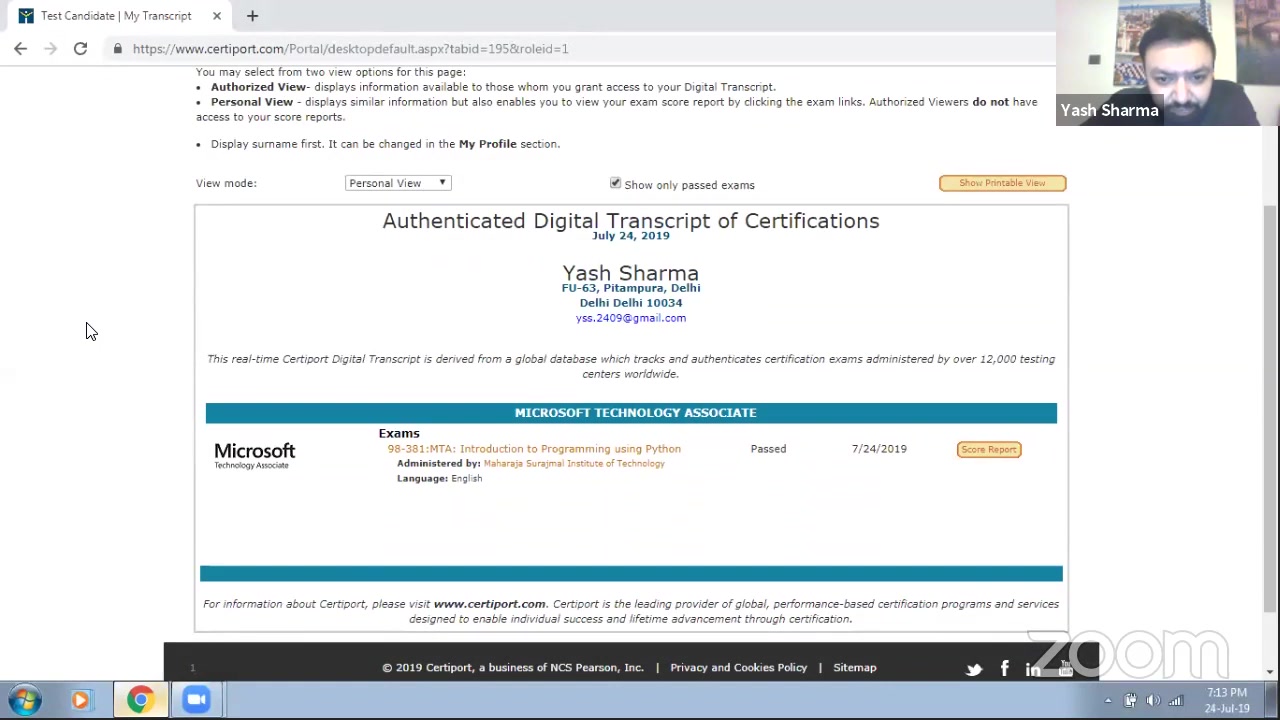 Test Candidate | My Transcript
https://www.certiport.com/Portal/desktopdefault.aspx?tabid=195&roleid=1
Yash Sharma
You may select from two view options for this page:
• Authorized View- displays information available to those whom you grant access to your Digital Transcript.
• Personal View - displays similar information but also enables you to view your exam score report by clicking the exam links. Authorized Viewers do not have
access to your score reports.
• Display surname first. It can be changed in the My Profile section.
View mode: Personal View Show only passed exams Show Printable View
Authenticated Digital Transcript of Certifications
July 24, 2019
Yash Sharma
FU-63, Pitampura, Delhi
Delhi Delhi 10034
yss.2409@gmail.com
This real-time Certiport Digital Transcript is derived from a global database which tracks and authenticates certification exams administered by over 12,000 testing
centers worldwide.
MICROSOFT TECHNOLOGY ASSOCIATE
Exams
Microsoft
Technology Associate
98-381:MTA: Introduction to Programming using Python Passed 7/24/2019 Score Report
Administered by: Maharaja Surajmal Institute of Technology
Language: English
For information about Certiport, please visit www.certiport.com. Certiport is the leading provider of global, performance-based certification programs and services
designed to enable individual success and lifetime advancement through certification.
1 © 2019 Certiport, a business of NCS Pearson, Inc. | Privacy and Cookies Policy | Sitemap
zoom
7:13 PM
24-Jul-19